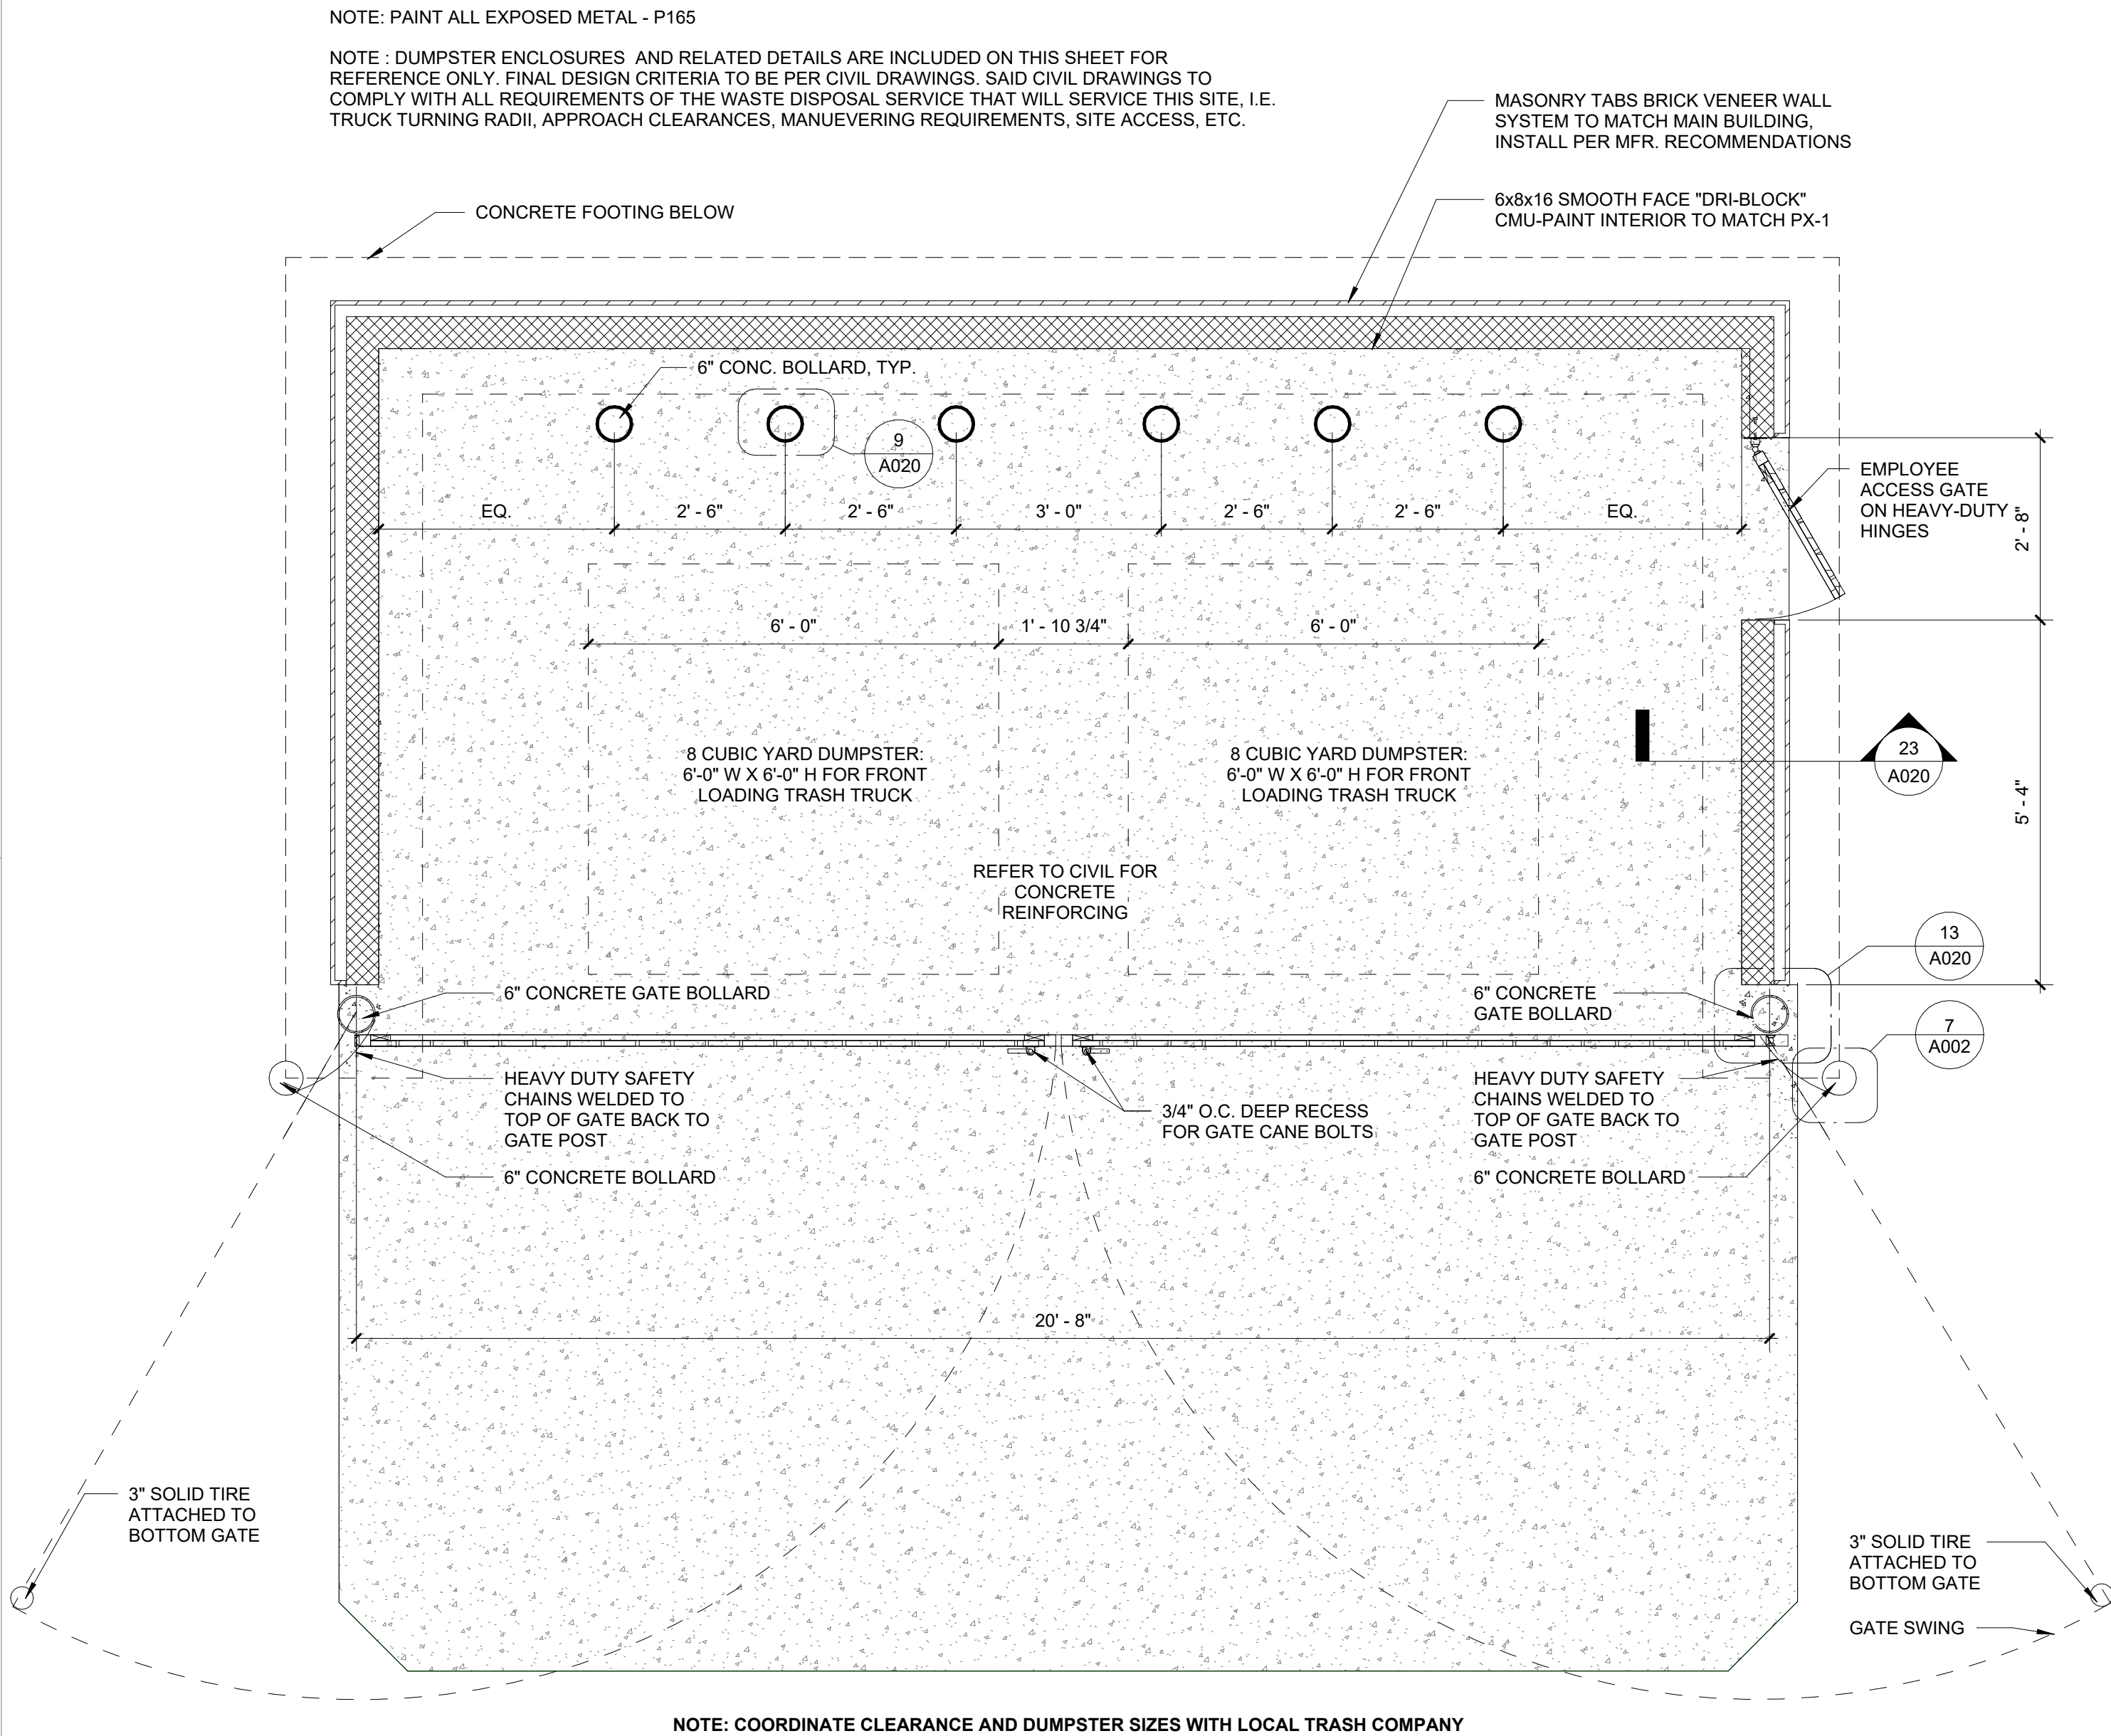 NOTE: PAINT ALL EXPOSED METAL - P165
NOTE : DUMPSTER ENCLOSURES AND RELATED DETAILS ARE INCLUDED ON THIS SHEET FOR
REFERENCE ONLY. FINAL DESIGN CRITERIA TO BE PER CIVIL DRAWINGS. SAID CIVIL DRAWINGS TO
COMPLY WITH ALL REQUIREMENTS OF THE WASTE DISPOSAL SERVICE THAT WILL SERVICE THIS SITE, I.E.
TRUCK TURNING RADII, APPROACH CLEARANCES, MANUEVERING REQUIREMENTS, SITE ACCESS, ETC.
MASONRY TABS BRICK VENEER WALL
SYSTEM TO MATCH MAIN BUILDING,
INSTALL PER MFR. RECOMMENDATIONS
6x8x16 SMOOTH FACE "DRI-BLOCK"
CMU-PAINT INTERIOR TO MATCH PX-1
CONCRETE FOOTING BELOW
6" CONC. BOLLARD, TYP.
9
A020
EMPLOYEE
ACCESS GATE
ON HEAVY-DUTY
HINGES
2' - 8"
EQ.
2' - 6"
2' - 6"
3' - 0"
2' - 6"
2' - 6"
EQ.
6' - 0"
1' - 10 3/4"
6' - 0"
8 CUBIC YARD DUMPSTER:
6'-0" W X 6'-0" H FOR FRONT
LOADING TRASH TRUCK
8 CUBIC YARD DUMPSTER:
6'-0" W X 6'-0" H FOR FRONT
LOADING TRASH TRUCK
23
A020
5' - 4"
REFER TO CIVIL FOR
CONCRETE
REINFORCING
13
A020
6" CONCRETE GATE BOLLARD
6" CONCRETE
GATE BOLLARD
7
A002
HEAVY DUTY SAFETY
CHAINS WELDED TO
TOP OF GATE BACK TO
GATE POST
3/4" O.C. DEEP RECESS
FOR GATE CANE BOLTS
HEAVY DUTY SAFETY
CHAINS WELDED TO
TOP OF GATE BACK TO
GATE POST
6" CONCRETE BOLLARD
6" CONCRETE BOLLARD
20' - 8"
3" SOLID TIRE
ATTACHED TO
BOTTOM GATE
3" SOLID TIRE
ATTACHED TO
BOTTOM GATE
GATE SWING
NOTE: COORDINATE CLEARANCE AND DUMPSTER SIZES WITH LOCAL TRASH COMPANY